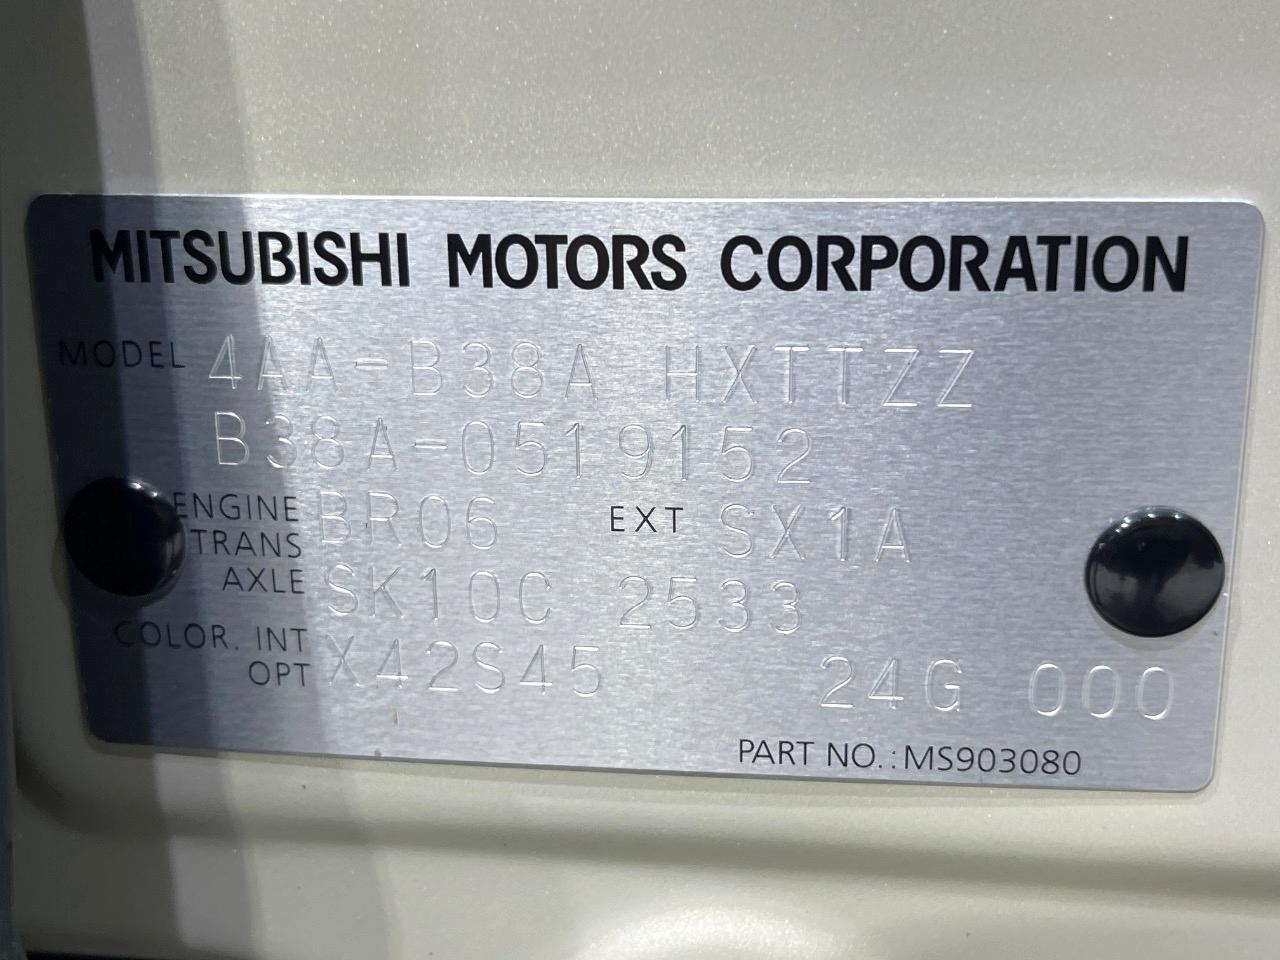 MITSUBISHI MOTORS CORPORATION
MODEL 4AA-B38A HXTTZZ
B38A-0519152
ENGINE BR06 EXT SX1A
TRANS
AXLE SK10C 2533
COLOR. INT
OPT X42S45 24G 000
PART NO.:MS903080